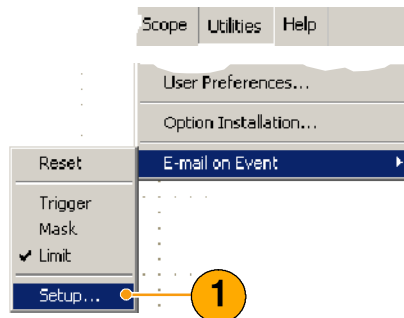 Scope Utilities Help
User Preferences...
Option Installation...
E-mail on Event
Reset
Trigger
Mask
Limit
Setup...
1